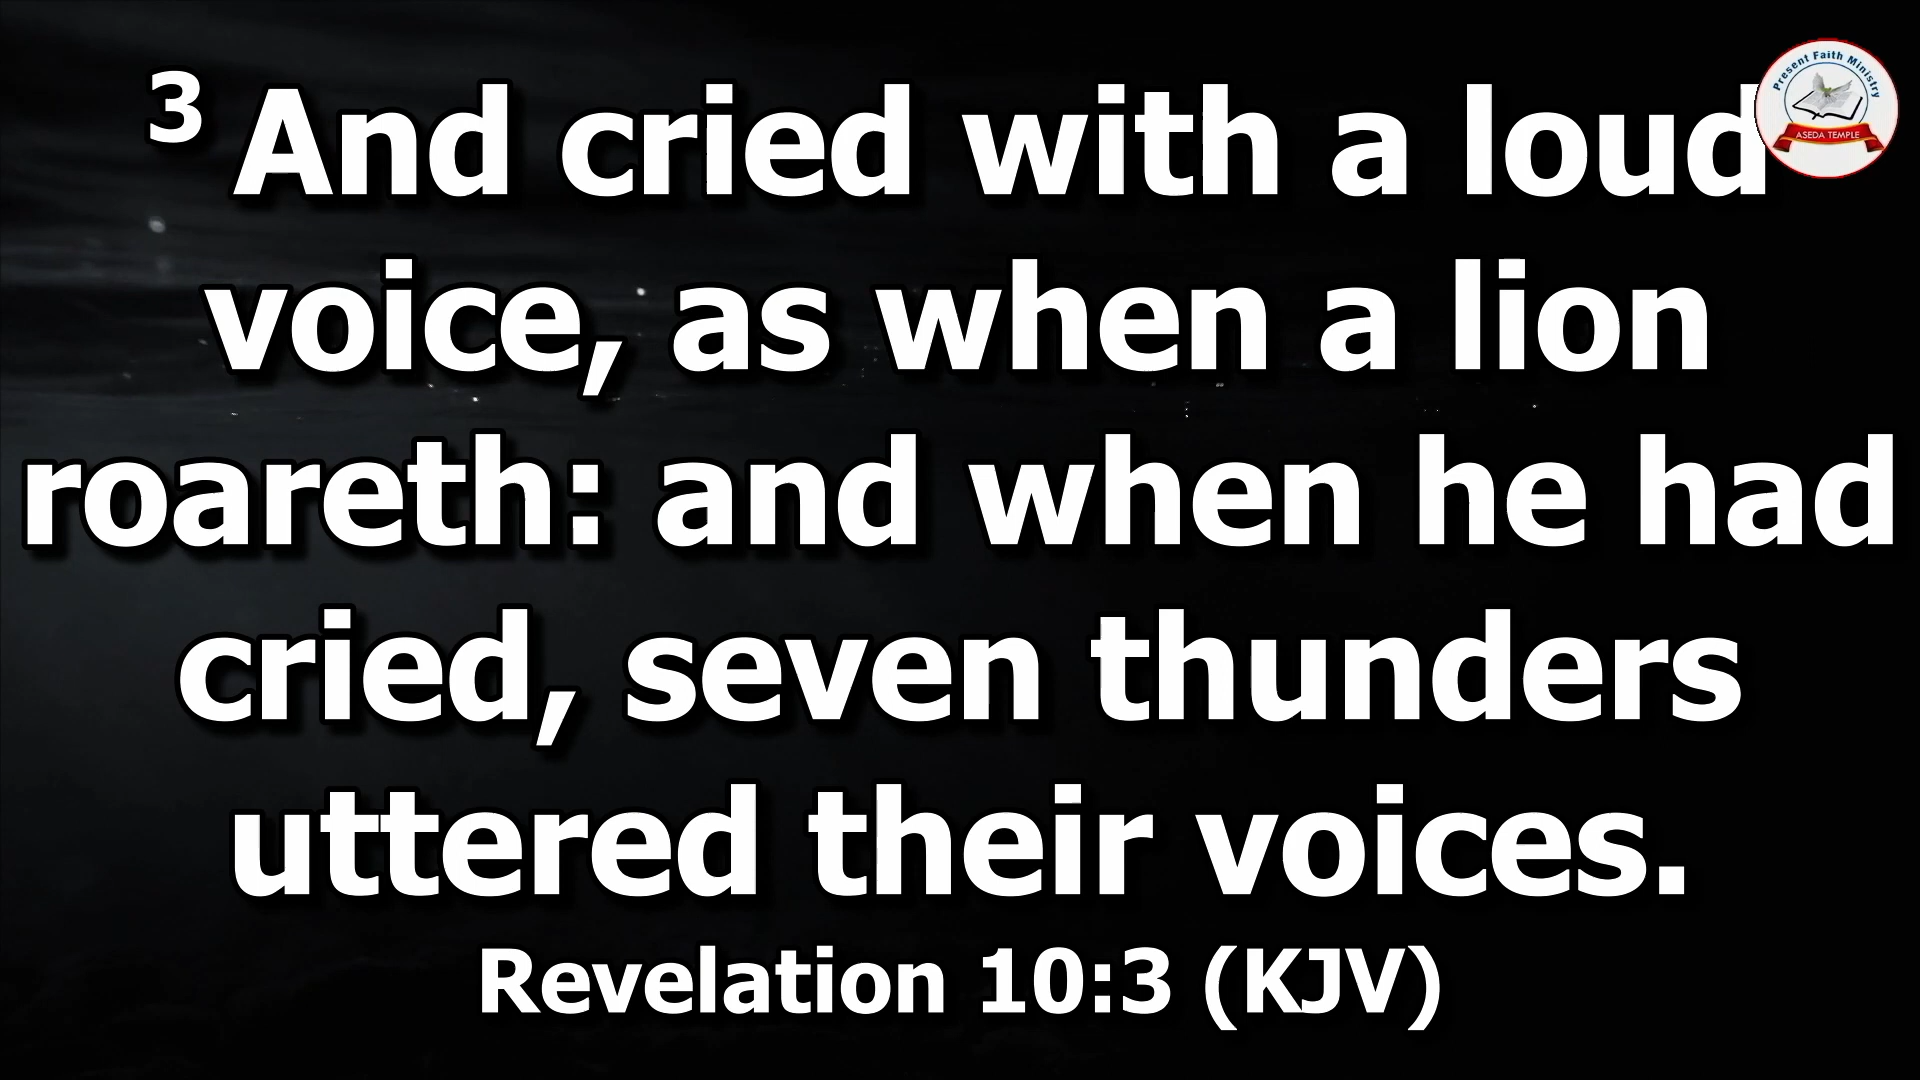 3 And cried with a loud
voice, as when a lion
roareth: and when he had
cried, seven thunders
uttered their voices.
Revelation 10:3 (KJV)
Present Faith Ministry
ASEDA TEMPLE